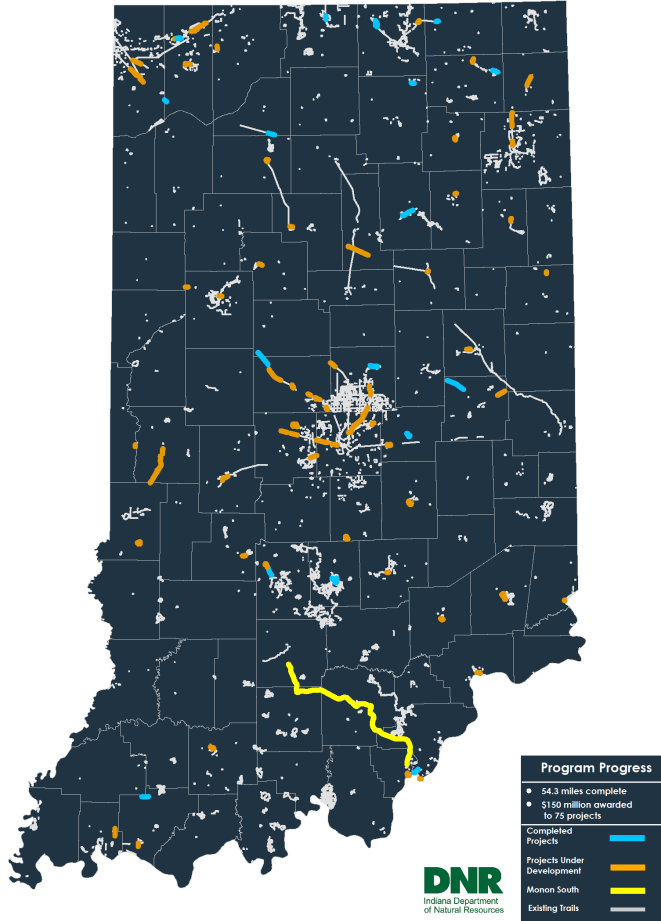 Program Progress
54.3 miles complete
$150 million awarded
to 75 projects
Completed
Projects
Projects Under
Development
Monon South
Existing Trails
DNR
Indiana Department
of Natural Resources